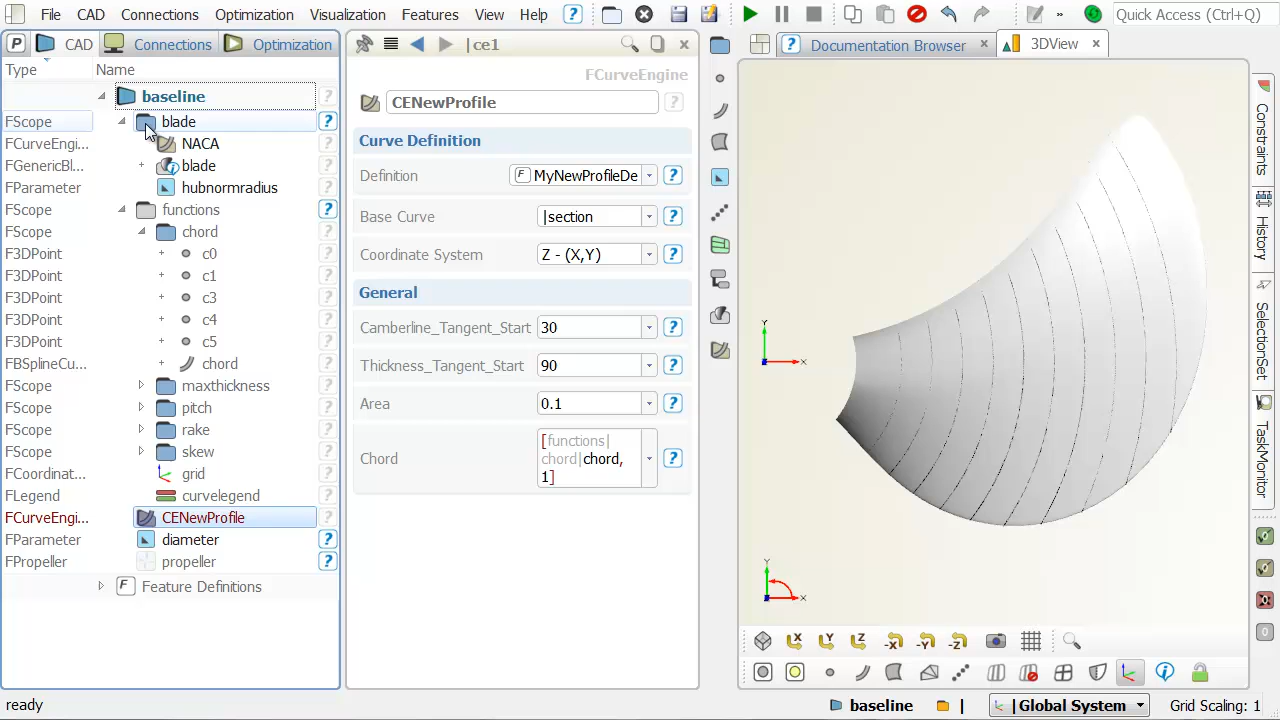 File CAD Connections Optimization Visualization Features View Help ? » Quick Access (Ctrl+Q)
P CAD Connections Optimization
Type Name
baseline ?
FScope blade ?
FCurveEngi... NACA ?
FGenericBl... blade ?
FParameter hubnormradius ?
FScope functions ?
FScope chord ?
F3DPoint c0 ?
F3DPoint c1 ?
F3DPoint c3 ?
F3DPoint c4 ?
F3DPoint c5 ?
FBSplineCu... chord ?
FScope maxthickness ?
FScope pitch ?
FScope rake ?
FScope skew ?
FCoordinat... grid ?
FLegend curvelegend ?
FCurveEngi... CENewProfile ?
FParameter diameter ?
FPropeller propeller ?
F Feature Definitions ?
ready
|ce1
FCurveEngine
CENewProfile ?
Curve Definition
Definition F MyNewProfileDe ?
Base Curve |section ?
Coordinate System Z - (X,Y) ?
General
Camberline_Tangent_Start 30 ?
Thickness_Tangent_Start 90 ?
Area 0.1 ?
Chord [functions|
chord|chord,
1] ?
? Documentation Browser × 3DView ×
Y
X
Y
X
X Y Z -X -Y -Z
baseline | |Global System Grid Scaling: 1
Constraints
History
SelectionSet
TaskMonitor
0